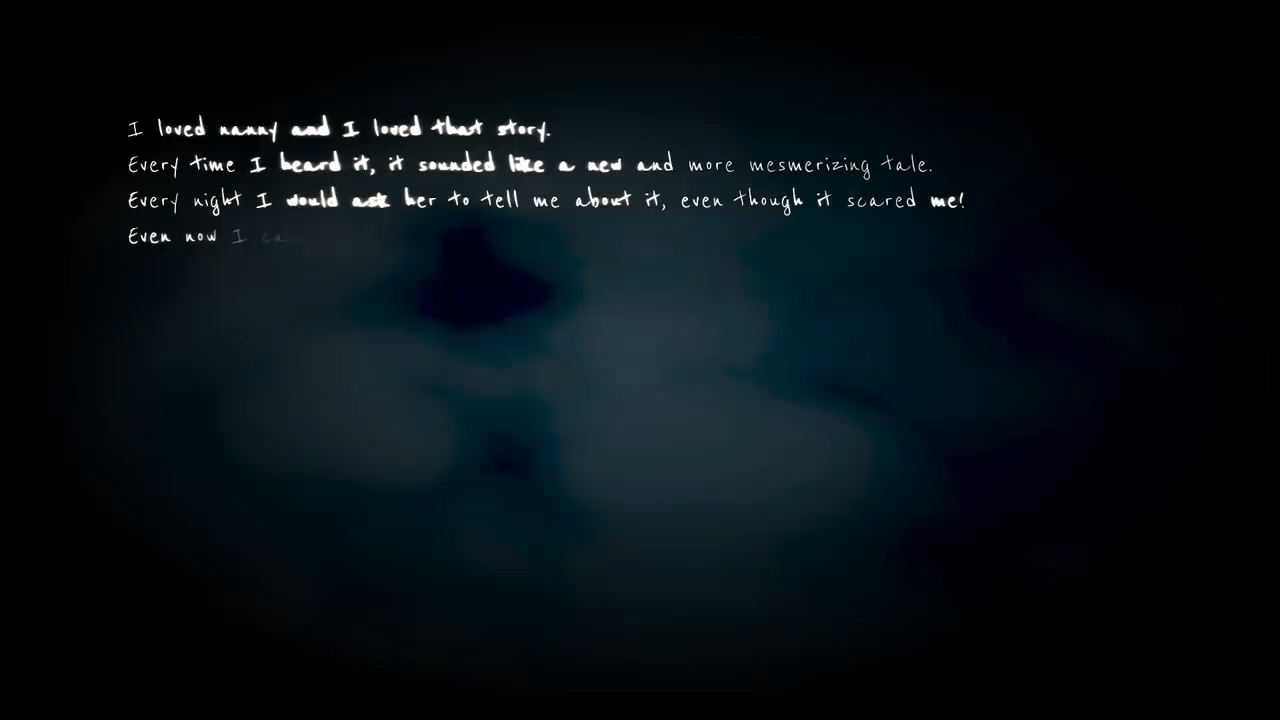 I loved nanny and I loved that story.
Every time I heard it, it sounded like a new and more mesmerizing tale.
Every night I would ask her to tell me about it, even though it scared me!
Even now I